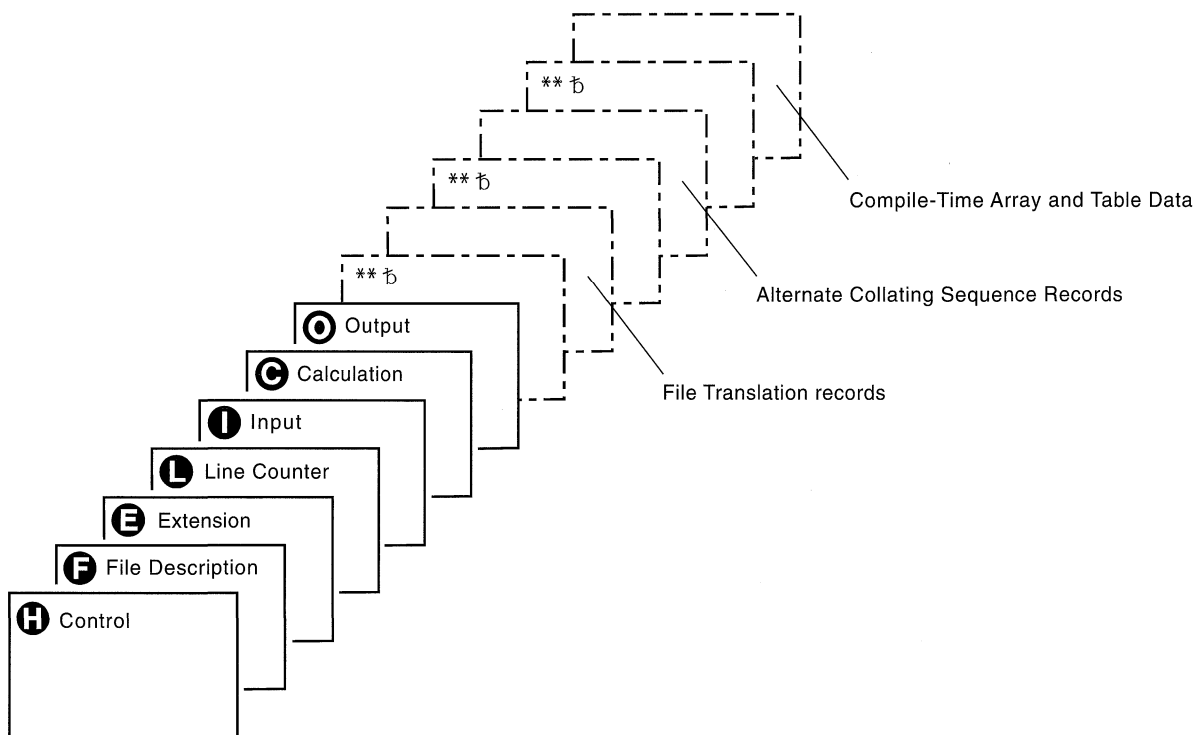 ** ƀ
Compile-Time Array and Table Data
** ƀ
Alternate Collating Sequence Records
** ƀ
O Output
C Calculation
File Translation records
I Input
L Line Counter
E Extension
F File Description
H Control